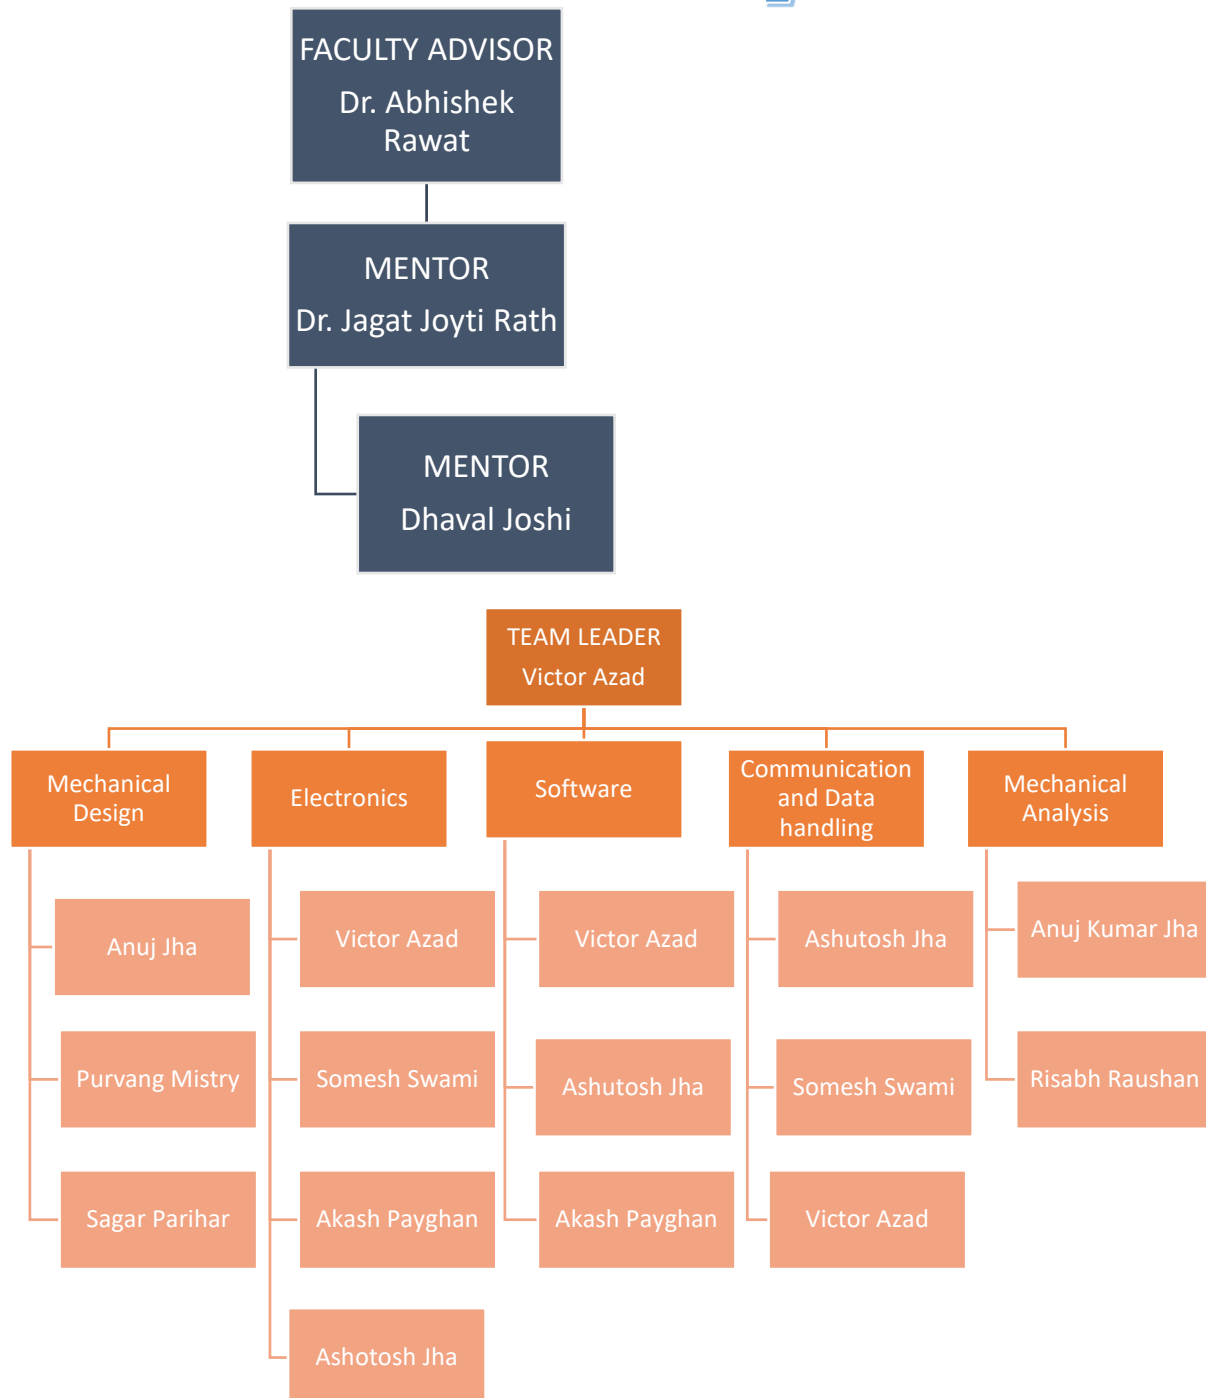 FACULTY ADVISOR
Dr. Abhishek
Rawat
MENTOR
Dr. Jagat Joyti Rath
MENTOR
Dhaval Joshi
TEAM LEADER
Victor Azad
Mechanical
Design
Anuj Jha
Purvang Mistry
Sagar Parihar
Electronics
Victor Azad
Somesh Swami
Akash Payghan
Ashotosh Jha
Software
Victor Azad
Ashutosh Jha
Akash Payghan
Communication
and Data
handling
Ashutosh Jha
Somesh Swami
Victor Azad
Mechanical
Analysis
Anuj Kumar Jha
Risabh Raushan